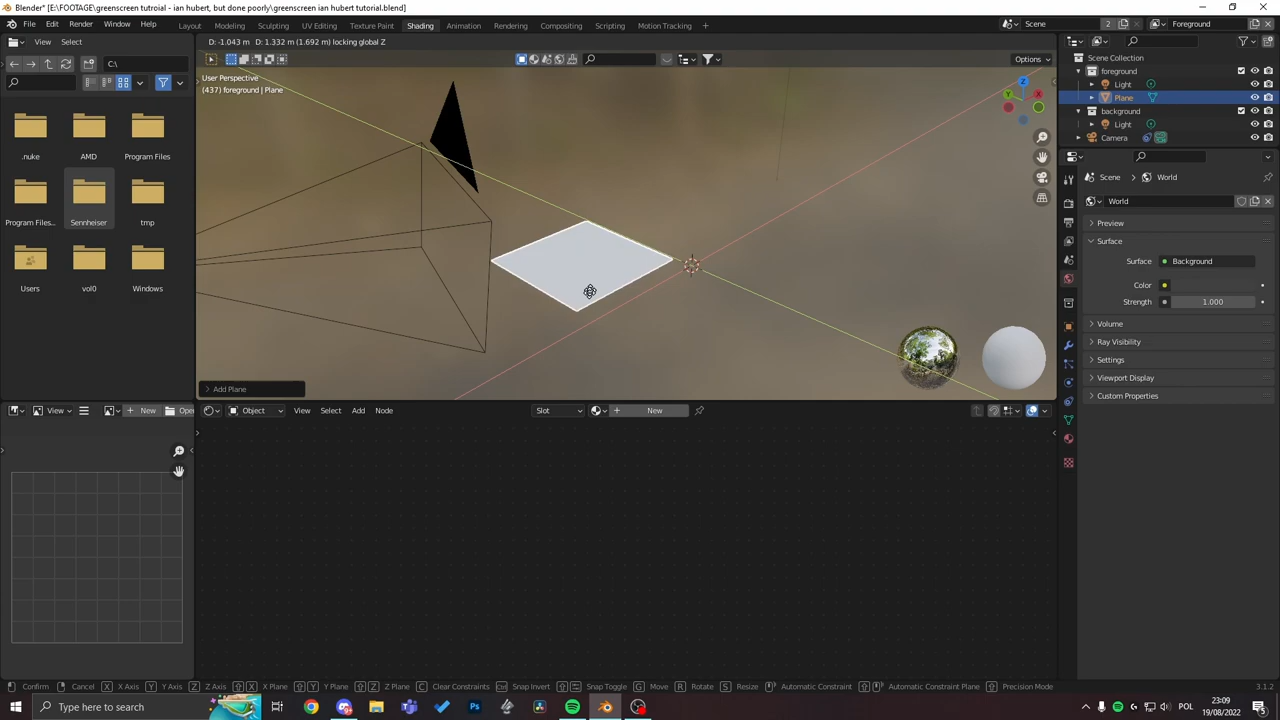 Blender* [E:\FOOTAGE\greenscreen tutroial - ian hubert, but done poorly\greenscreen ian hubert tutorial.blend]
File Edit Render Window Help Layout Modeling Sculpting UV Editing Texture Paint Shading Animation Rendering Compositing Scripting Motion Tracking + Scene 2 Foreground
View Select
D: -1.043 m D: 1.332 m (1.692 m) locking global Z
C:\
Options
User Perspective
(437) foreground | Plane
Scene Collection
foreground
Light
Plane
background
Light
Camera
.nuke AMD Program Files
Program Files... Sennheiser tmp
Users vol0 Windows
Z
X
Y
Scene World
World
Preview
Surface
Surface Background
Color
Strength 1.000
Volume
Ray Visibility
Settings
Viewport Display
Custom Properties
Add Plane
View New Open Object View Select Add Node Slot New
Confirm Cancel X X Axis Y Y Axis Z Z Axis X X Plane Y Y Plane Z Z Plane C Clear Constraints Ctrl Snap Invert Snap Toggle G Move R Rotate S Resize Automatic Constraint Automatic Constraint Plane Precision Mode 3.1.2
Type here to search
Ps
POL
23:09
19/08/2022